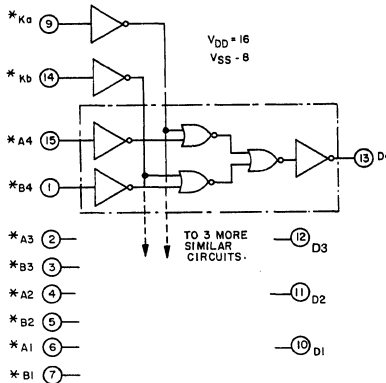 *Ka 9
VDD = 16
VSS - 8
*Kb 14
*A4 15
13 D4
*B4 1
*A3 2
TO 3 MORE
SIMILAR
CIRCUITS.
12 D3
*B3 3
*A2 4
11 D2
*B2 5
*A1 6
10 D1
*B1 7